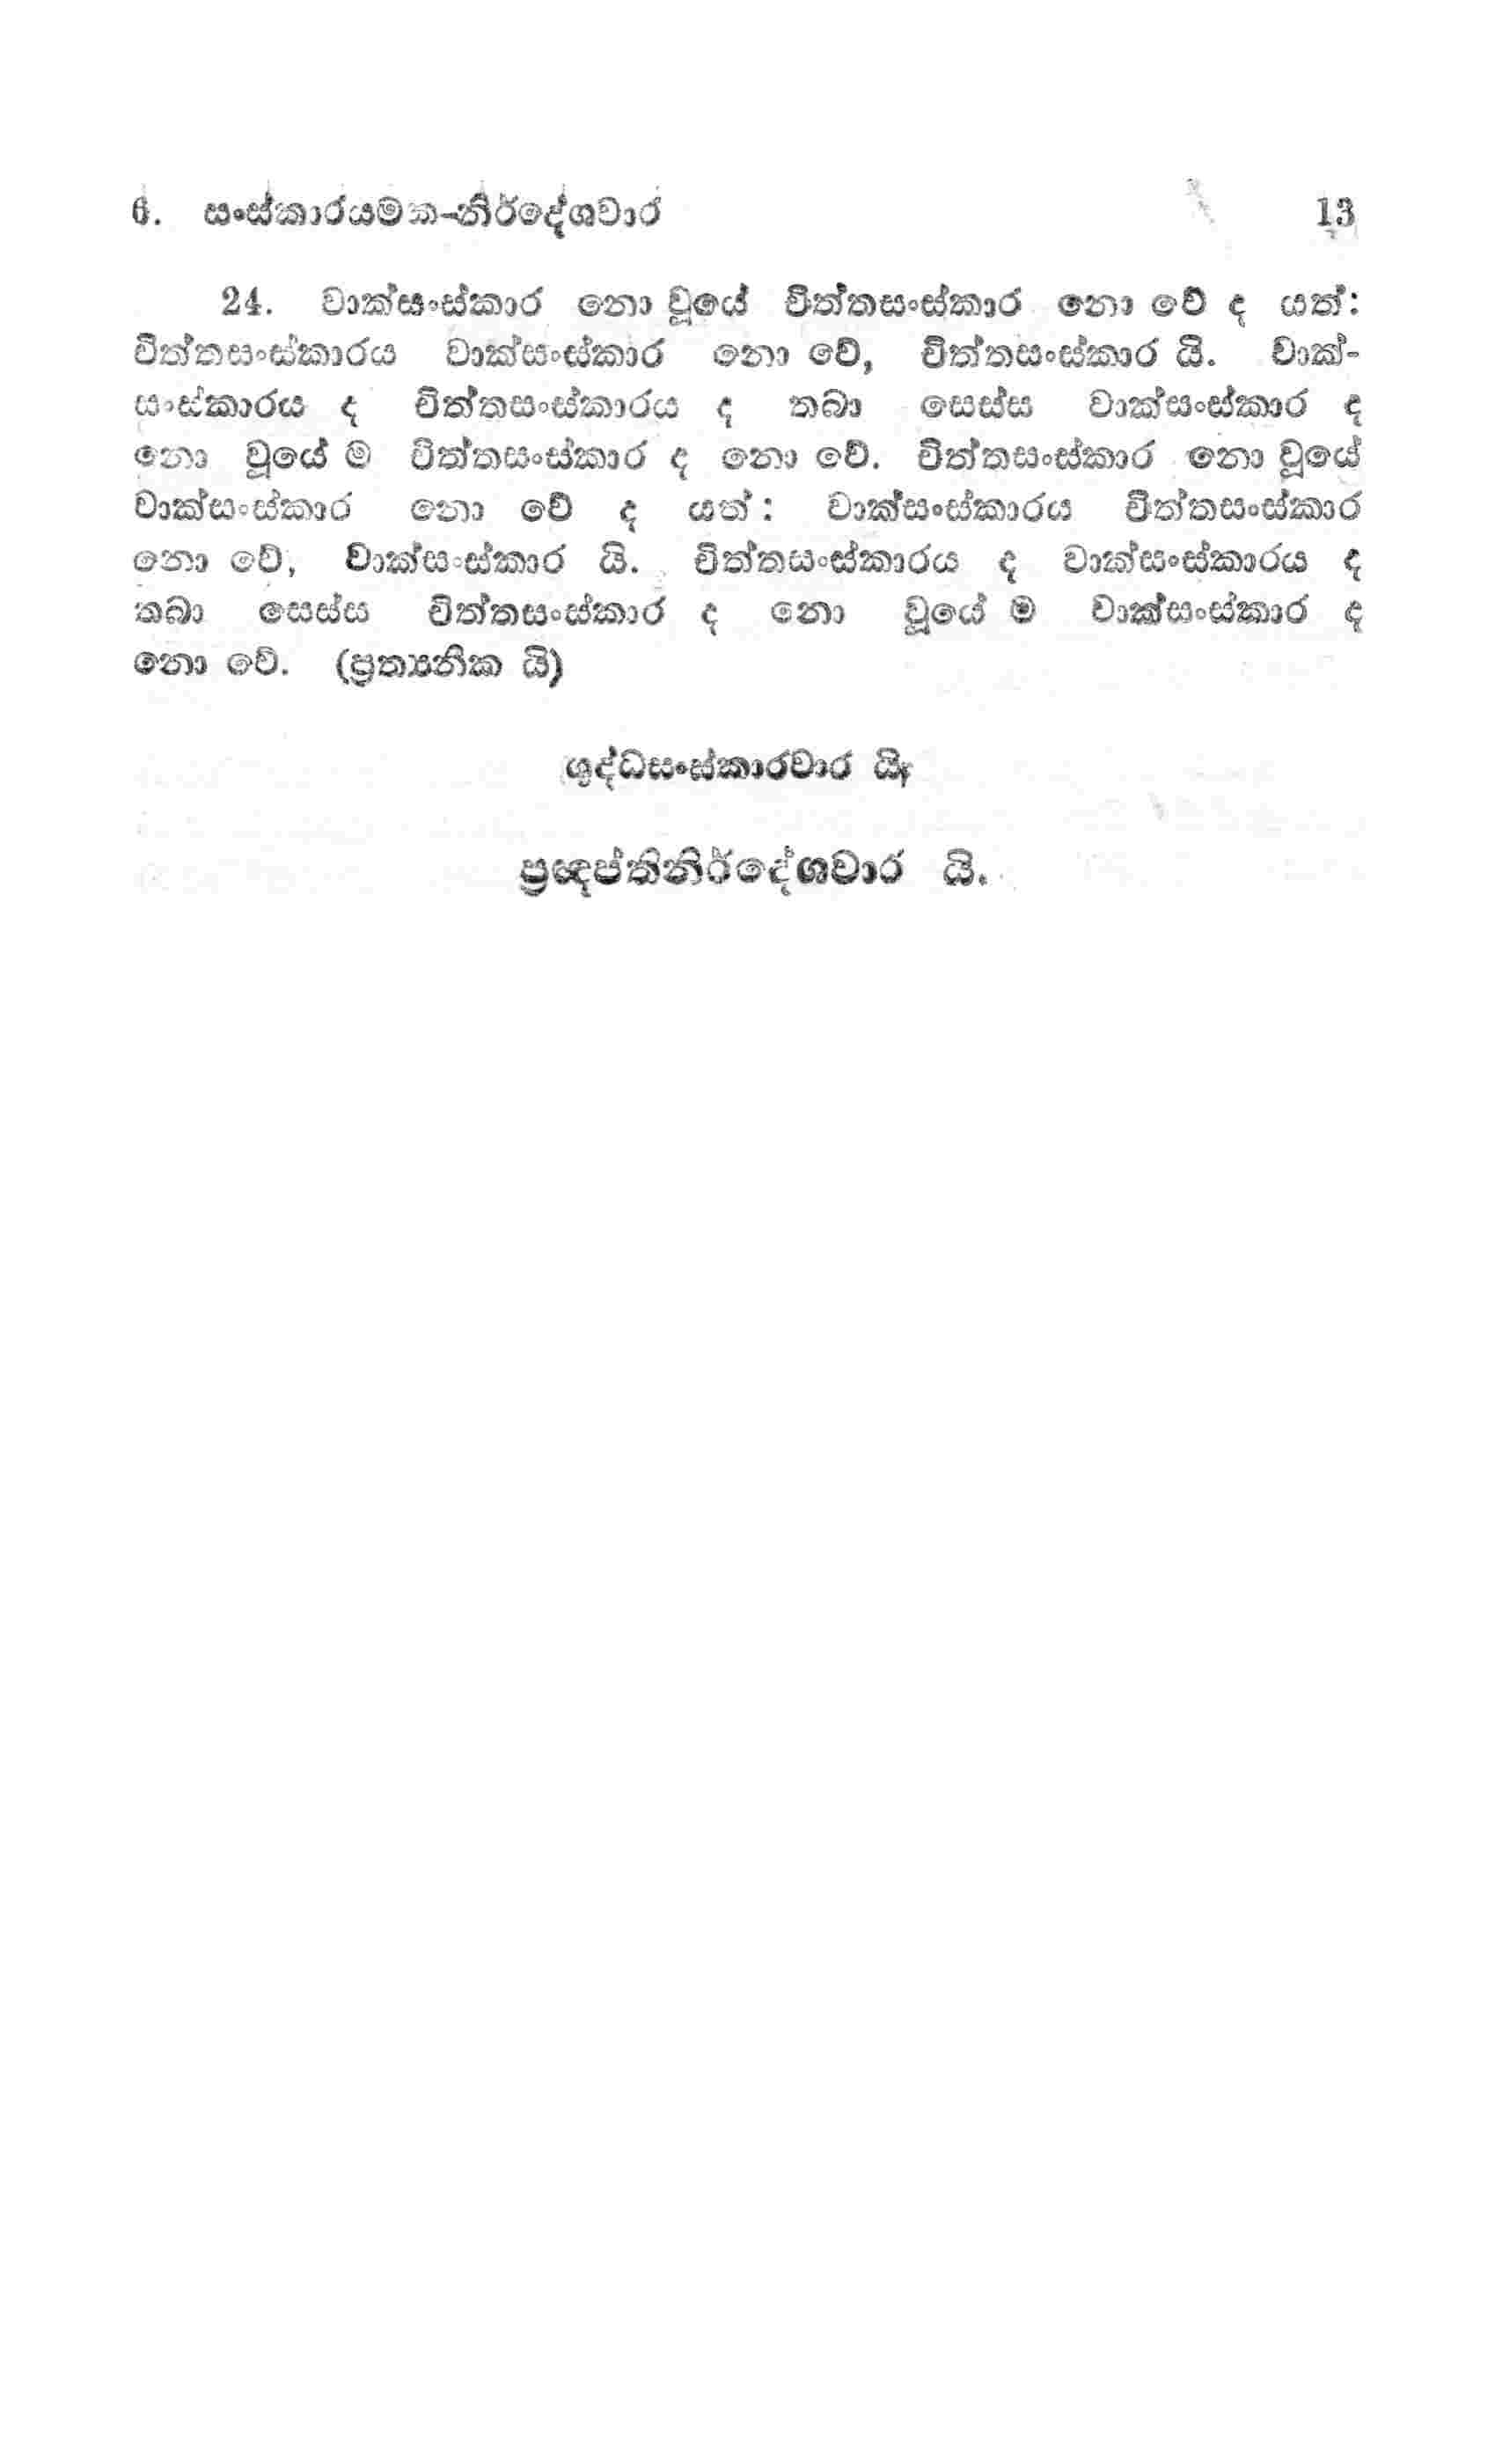 6. සංස්කාරයමක-නිර්දේශවාර 13
24. වාක්සංස්කාර නො වූයේ චිත්තසංස්කාර නො වේ ද යත්:
චිත්තසංස්කාරය වාක්සංස්කාර නො වේ, චිත්තසංස්කාර යි. වාක්-
සංස්කාරය ද චිත්තසංස්කාරය ද තබා සෙස්ස වාක්සංස්කාර ද
නො වූයේ ම චිත්තසංස්කාර ද නො වේ. චිත්තසංස්කාර නො වූයේ
වාක්සංස්කාර නො වේ ද යත්: වාක්සංස්කාරය චිත්තසංස්කාර
නො වේ, වාක්සංස්කාර යි. චිත්තසංස්කාරය ද වාක්සංස්කාරය ද
තබා සෙස්ස චිත්තසංස්කාර ද නො වූයේ ම වාක්සංස්කාර ද
නො වේ. (ප්‍රත්‍යනික යි)
ශුද්ධසංස්කාරවාර යි.
ප්‍රඥප්තිනිර්දේශවාර යි.